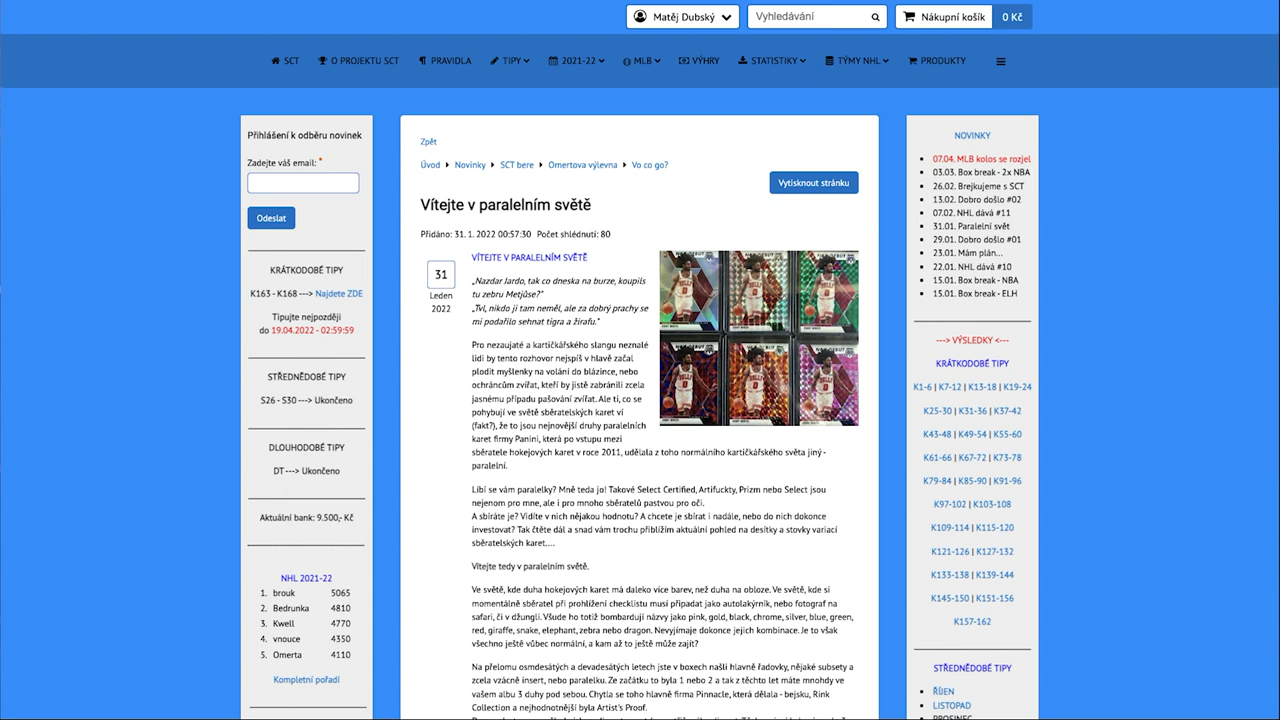 Matěj Dubský
Vyhledávání
Nákupní košík
0 Kč
SCT
O PROJEKTU SCT
PRAVIDLA
TIPY
2021-22
MLB
VÝHRY
STATISTIKY
TÝMY NHL
PRODUKTY
Přihlášení k odběru novinek
Zadejte váš email: *
Odeslat
KRÁTKODOBÉ TIPY
K163 - K168 ---> Najdete ZDE
Tipujte nejpozději
do 19.04.2022 - 02:59:59
STŘEDNĚDOBÉ TIPY
S26 - S30 ---> Ukončeno
DLOUHODOBÉ TIPY
DT ---> Ukončeno
Aktuální bank: 9.500,- Kč
NHL 2021-22
1. brouk 5065
2. Bedrunka 4810
3. Kwell 4770
4. vnouce 4350
5. Omerta 4110
Kompletní pořadí
Zpět
Úvod
Novinky
SCT bere
Omertova výlevna
Vo co go?
Vytisknout stránku
Vítejte v paralelním světě
Přidáno: 31. 1. 2022 00:57:30 Počet shlédnutí: 80
31
Leden
2022
VÍTEJTE V PARALELNÍM SVĚTĚ
„Nazdar Jardo, tak co dneska na burze, koupils
tu zebru Metjůse?"
„Tvl, nikdo ji tam neměl, ale za dobrý prachy se
mi podařilo sehnat tigra a žirafu."
Pro nezaujaté a kartičkářského slangu neznalé
lidi by tento rozhovor nejspíš v hlavě začal
plodit myšlenky na volání do blázince, nebo
ochráncům zvířat, kteří by jistě zabránili zcela
jasnému případu pašování zvířat. Ale ti, co se
pohybují ve světě sběratelských karet ví
(fakt?), že to jsou nejnovější druhy paralelních
karet firmy Panini, která po vstupu mezi
sběratele hokejových karet v roce 2011, udělala z toho normálního kartičkářského světa jiný -
paralelní.
Líbí se vám paralelky? Mně teda jo! Takové Select Certified, Artifuckty, Prizm nebo Select jsou
nejenom pro mne, ale i pro mnoho sběratelů pastvou pro oči.
A sbíráte je? Vidíte v nich nějakou hodnotu? A chcete je sbírat i nadále, nebo do nich dokonce
investovat? Tak čtěte dál a snad vám trochu přiblížím aktuální pohled na desítky a stovky variací
sběratelských karet....
Vítejte tedy v paralelním světě.
Ve světě, kde duha hokejových karet má daleko více barev, než duha na obloze. Ve světě, kde si
momentálně sběratel při prohlížení checklistu musí připadat jako autolakýrník, nebo fotograf na
safari, či v džungli. Všude ho totiž bombardují názvy jako pink, gold, black, chrome, silver, blue, green,
red, giraffe, snake, elephant, zebra nebo dragon. Nevyjímaje dokonce jejich kombinace. Je to však
všechno ještě vůbec normální, a kam až to ještě může zajít?
Na přelomu osmdesátých a devadesátých letech jste v boxech našli hlavně řadovky, nějaké subsety a
zcela vzácně insert, nebo paralelku. Ze začátku to byla 1 nebo 2 a tak z těchto let máte mnohdy ve
vašem albu 3 duhy pod sebou. Chytla se toho hlavně firma Pinnacle, která dělala - bejsku, Rink
Collection a nejhodnotnější byla Artist's Proof.
NOVINKY
07.04. MLB kolos se rozjel
03.03. Box break - 2x NBA
26.02. Brejkujeme s SCT
13.02. Dobro došlo #02
07.02. NHL dává #11
31.01. Paralelní svět
29.01. Dobro došlo #01
23.01. Mám plán...
22.01. NHL dává #10
15.01. Box break - NBA
15.01. Box break - ELH
---> VÝSLEDKY <---
KRÁTKODOBÉ TIPY
K1-6 | K7-12 | K13-18 | K19-24
K25-30 | K31-36 | K37-42
K43-48 | K49-54 | K55-60
K61-66 | K67-72 | K73-78
K79-84 | K85-90 | K91-96
K97-102 | K103-108
K109-114 | K115-120
K121-126 | K127-132
K133-138 | K139-144
K145-150 | K151-156
K157-162
STŘEDNĚDOBÉ TIPY
ŘÍJEN
LISTOPAD
PROSINEC